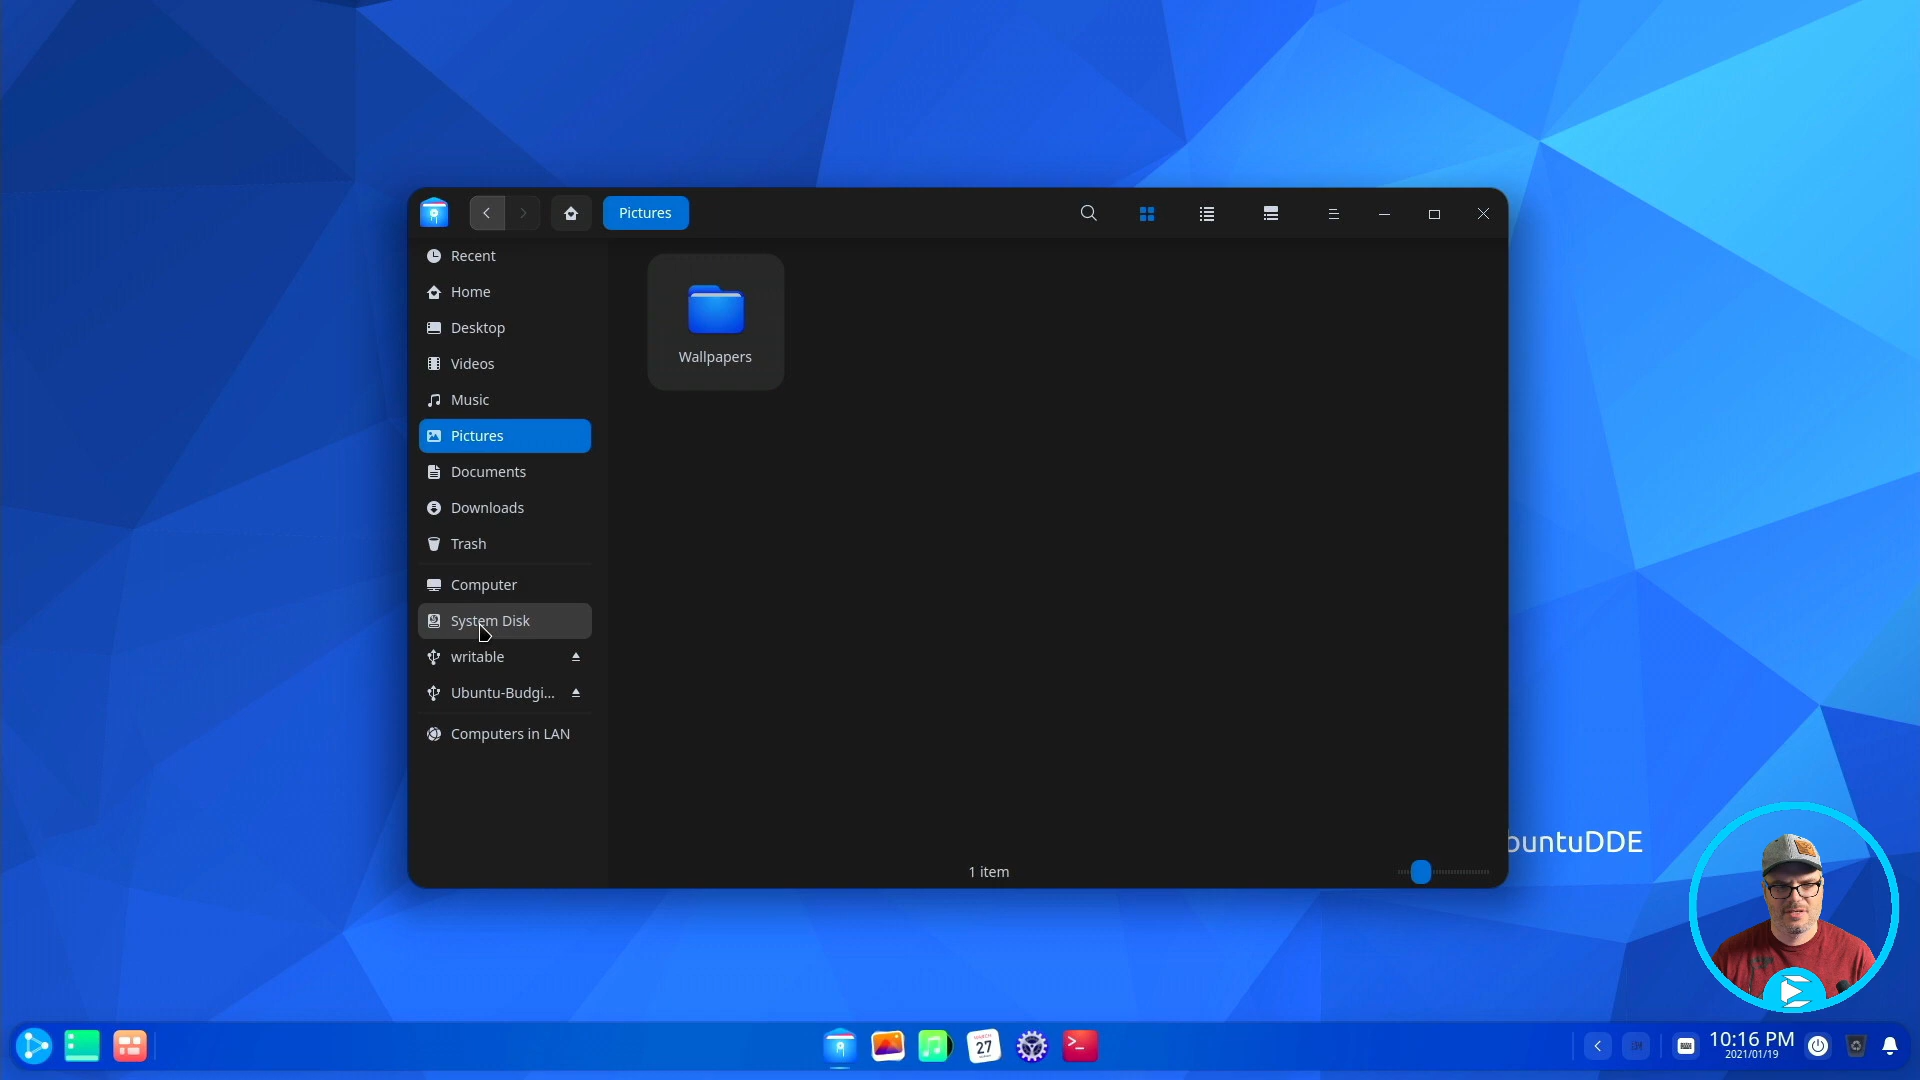 Pictures
Recent
Home
Desktop
Videos
Music
Pictures
Documents
Downloads
Trash
Computer
System Disk
writable
Ubuntu-Budgi...
Computers in LAN
Wallpapers
1 item
buntuDDE
27
10:16 PM
2021/01/19